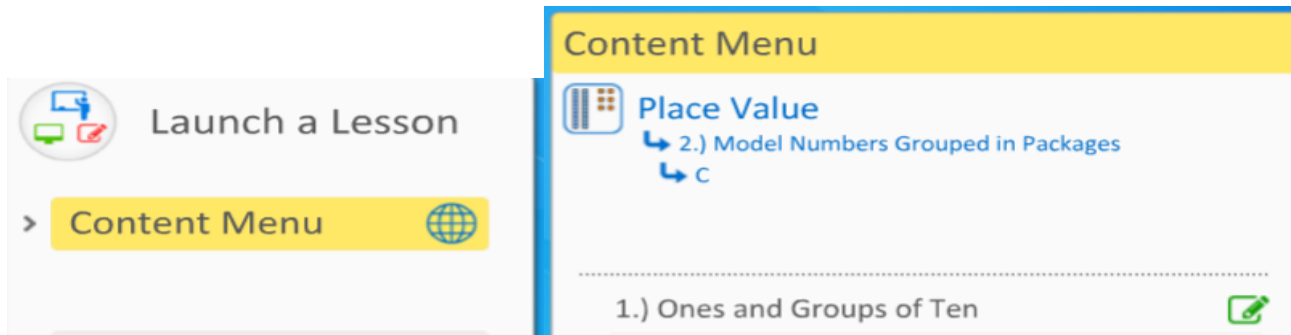 Launch a Lesson
Content Menu
Content Menu
Place Value
2.) Model Numbers Grouped in Packages
C
1.) Ones and Groups of Ten